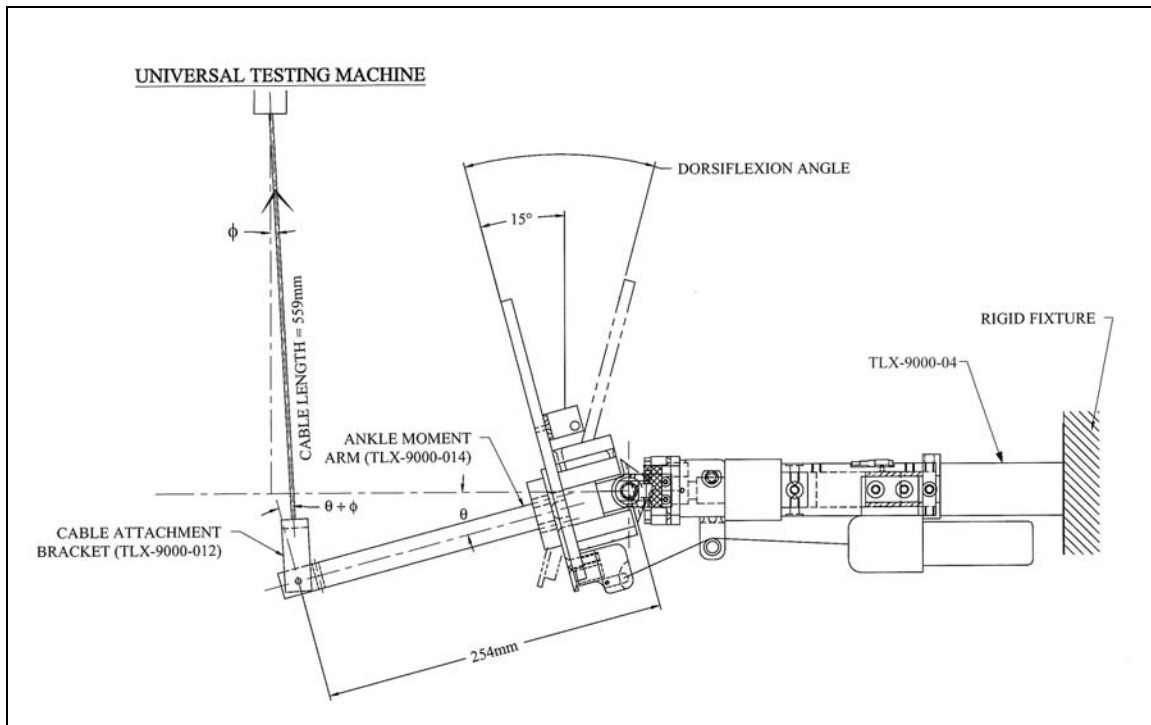 UNIVERSAL TESTING MACHINE
DORSIFLEXION ANGLE
15°
ϕ
CABLE LENGTH = 559mm
RIGID FIXTURE
TLX-9000-04
ANKLE MOMENT
ARM (TLX-9000-014)
θ
θ ÷ ϕ
CABLE ATTACHMENT
BRACKET (TLX-9000-012)
254mm